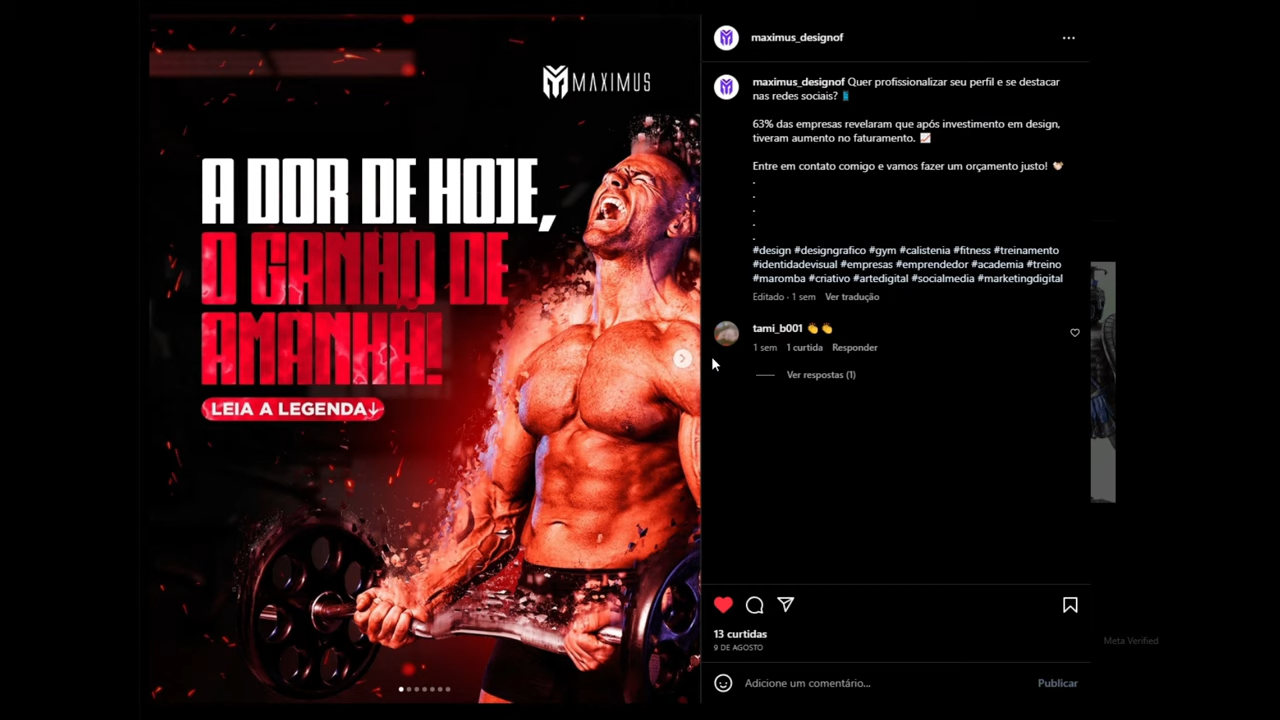 MAXIMUS
A DOR DE HOJE,
O GANHO DE
AMANHÃ!
LEIA A LEGENDA↓
maximus_designof
maximus_designof Quer profissionalizar seu perfil e se destacar
nas redes sociais?
63% das empresas revelaram que após investimento em design,
tiveram aumento no faturamento. 📈
Entre em contato comigo e vamos fazer um orçamento justo!
.
.
.
.
.
#design #designgrafico #gym #calistenia #fitness #treinamento
#identidadevisual #empresas #emprendedor #academia #treino
#maromba #criativo #artedigital #socialmedia #marketingdigital
Editado · 1 sem Ver tradução
tami_b001 👏👏
1 sem 1 curtida Responder
Ver respostas (1)
13 curtidas
9 DE AGOSTO
Meta Verified
Adicione um comentário...
Publicar